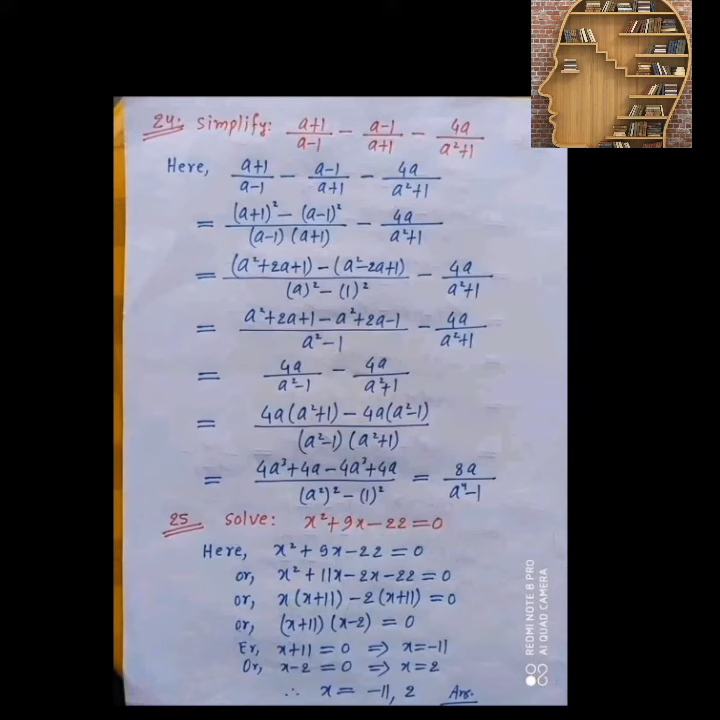 24. Simplify: (a+1)/(a-1) - (a-1)/(a+1) - 4a/(a²+1)
Here, (a+1)/(a-1) - (a-1)/(a+1) - 4a/(a²+1)
= ((a+1)² - (a-1)²)/((a-1)(a+1)) - 4a/(a²+1)
= ((a²+2a+1) - (a²-2a+1))/((a)² - (1)²) - 4a/(a²+1)
= (a²+2a+1-a²+2a-1)/(a²-1) - 4a/(a²+1)
= 4a/(a²-1) - 4a/(a²+1)
= (4a(a²+1) - 4a(a²-1))/((a²-1)(a²+1))
= (4a³+4a-4a³+4a)/((a²)² - (1)²) = 8a/(a⁴-1)
25 Solve: x²+9x-22=0
Here, x²+9x-22=0
or, x²+11x-2x-22=0
or, x(x+11)-2(x+11)=0
or, (x+11)(x-2)=0
Er, x+11=0 ⇒ x=-11
Or, x-2=0 ⇒ x=2
∴ x = -11, 2 Ans.
REDMI NOTE 8 PRO
AI QUAD CAMERA